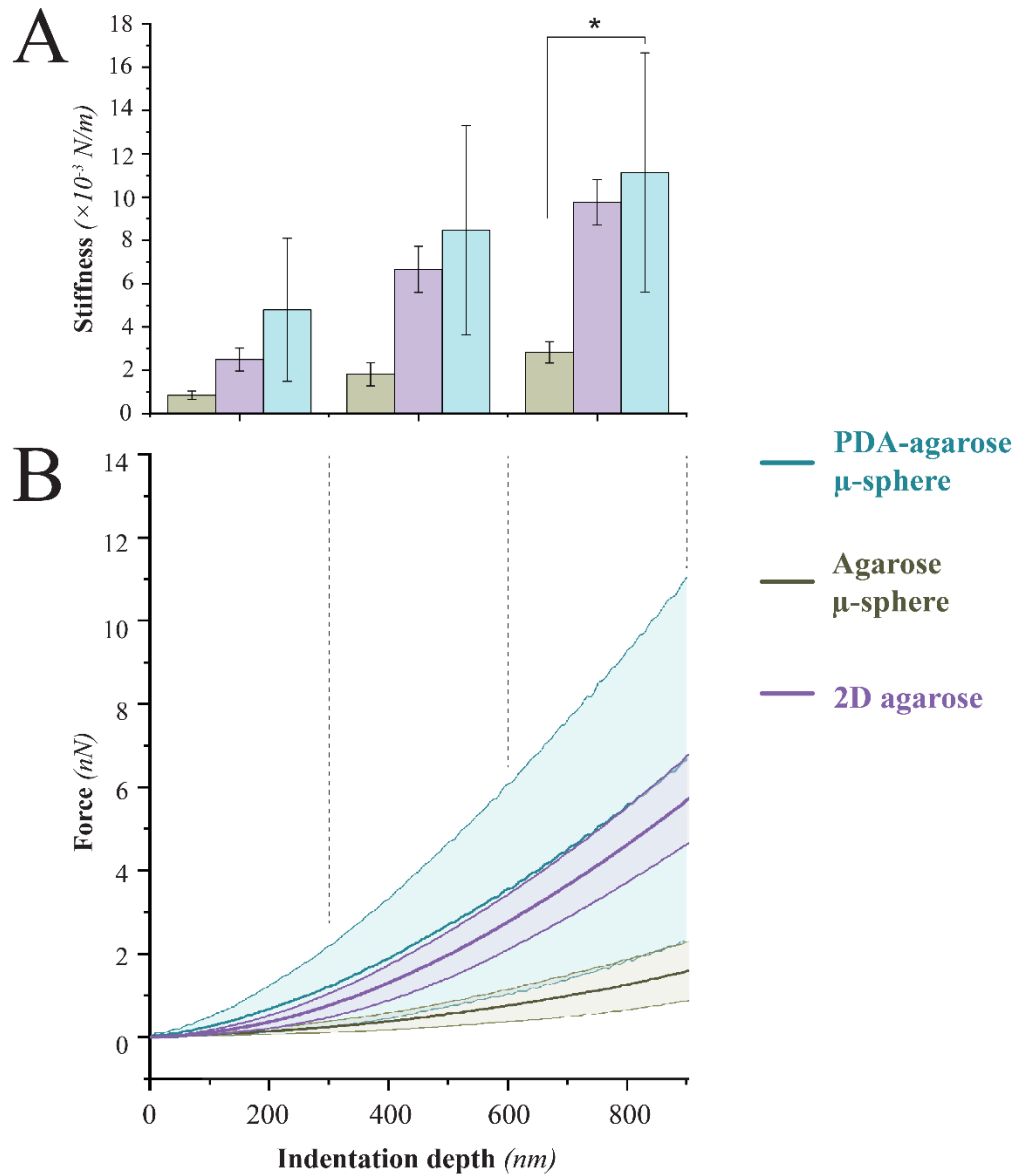 A
Stiffness (×10⁻³ N/m)
18
16
14
12
10
8
6
4
2
0
*
B
Force (nN)
14
12
10
8
6
4
2
0
0 200 400 600 800
Indentation depth (nm)
PDA-agarose
μ-sphere
Agarose
μ-sphere
2D agarose